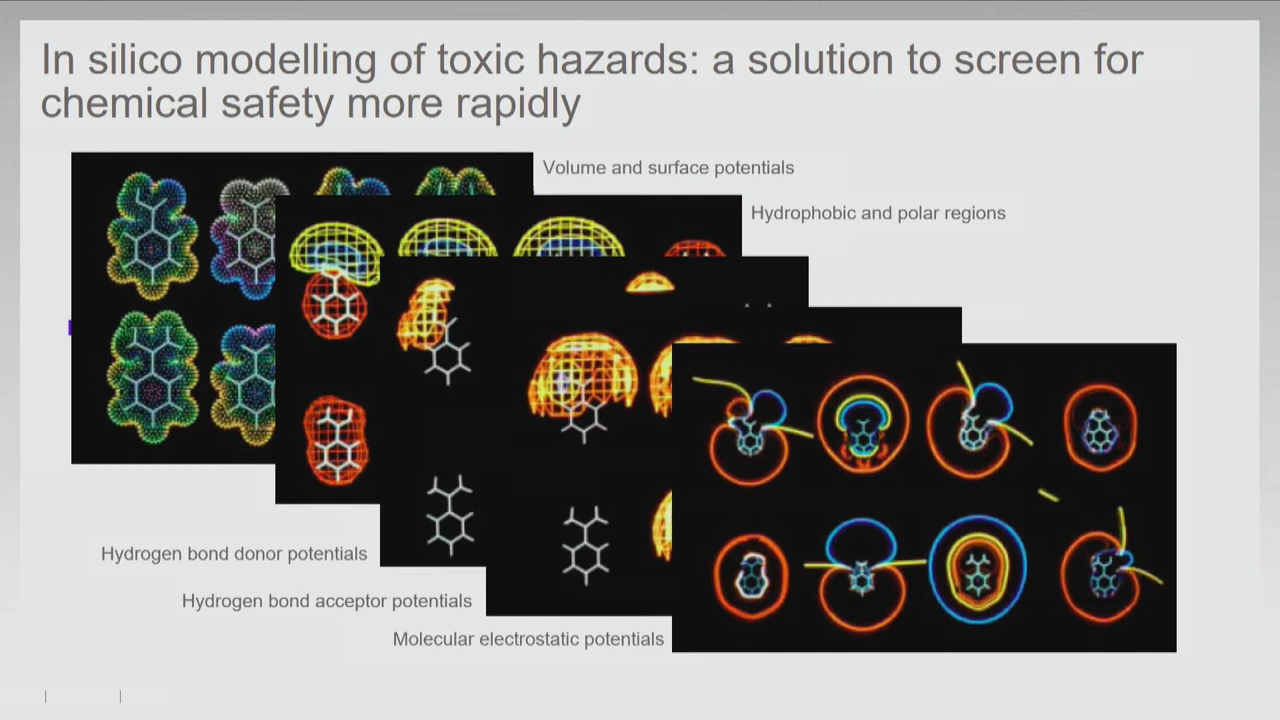 In silico modelling of toxic hazards: a solution to screen for
chemical safety more rapidly
Volume and surface potentials
Hydrophobic and polar regions
Hydrogen bond donor potentials
Hydrogen bond acceptor potentials
Molecular electrostatic potentials